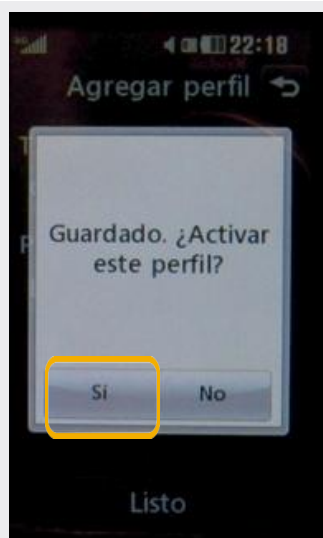 22:18
Agregar perfil
T
P
Guardado. ¿Activar
este perfil?
Sí
No
Listo